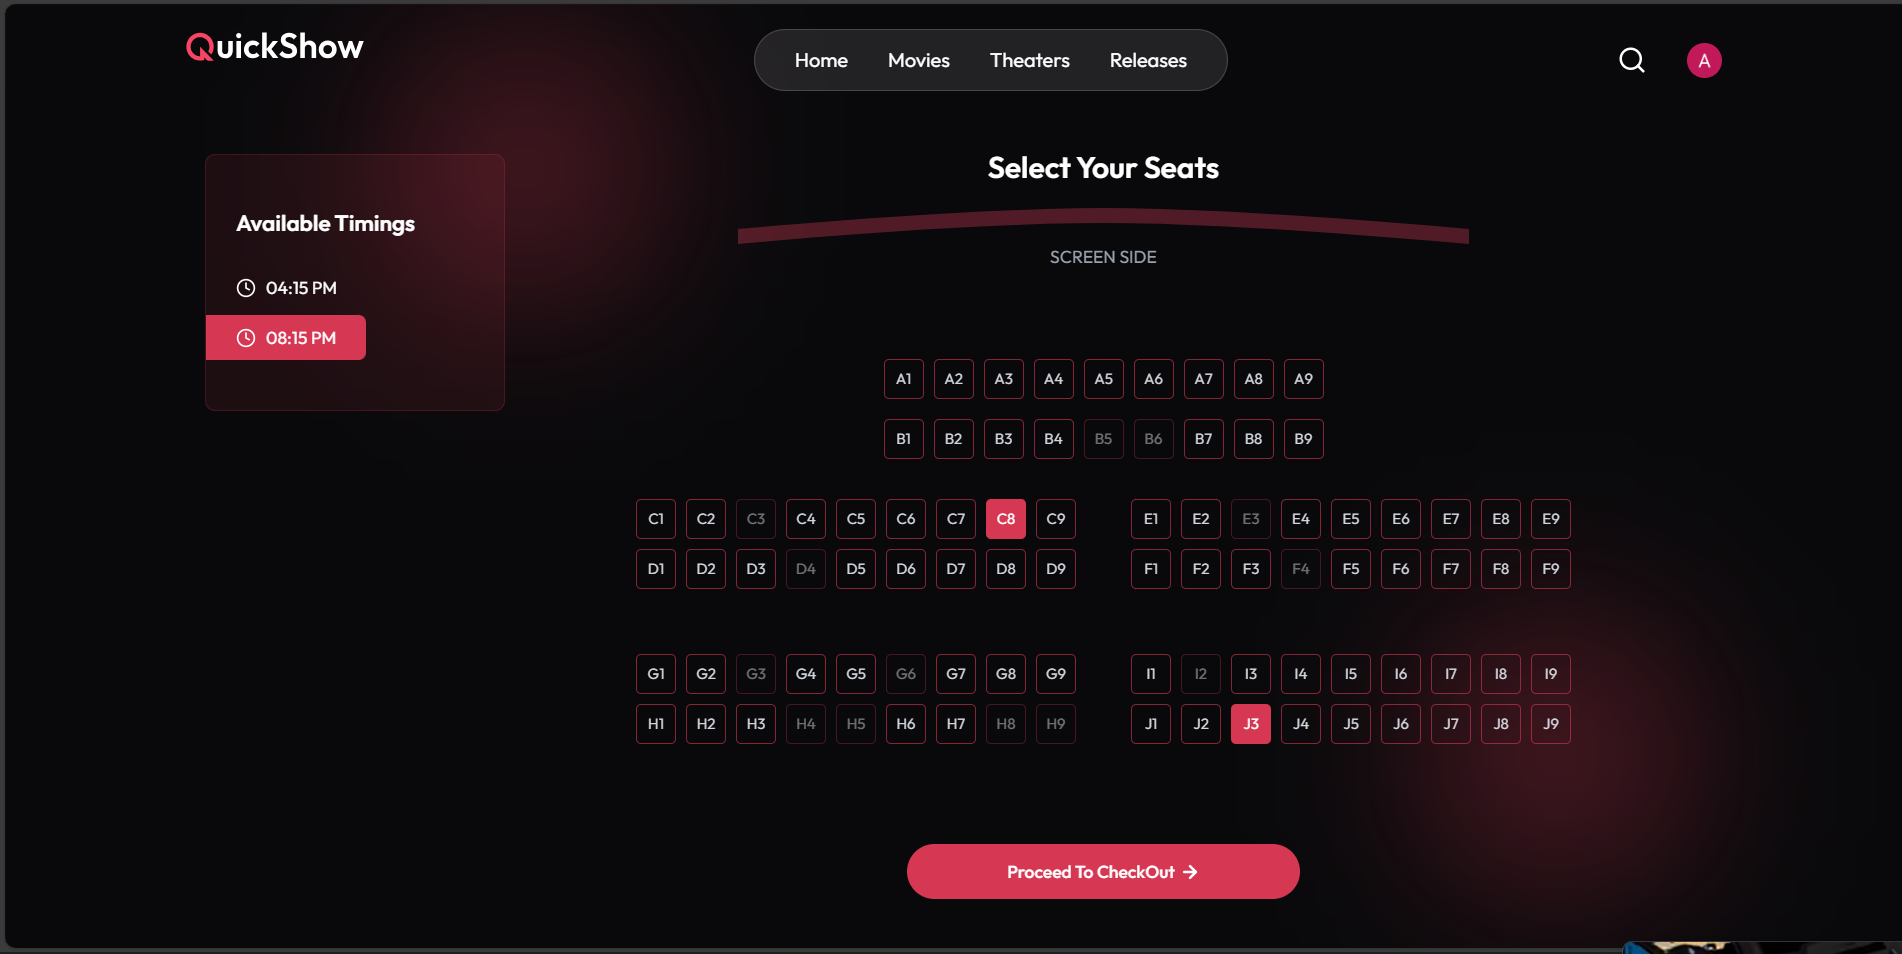 QuickShow
Home Movies Theaters Releases
A
Select Your Seats
Available Timings
SCREEN SIDE
04:15 PM
08:15 PM
A1 A2 A3 A4 A5 A6 A7 A8 A9
B1 B2 B3 B4 B5 B6 B7 B8 B9
C1 C2 C3 C4 C5 C6 C7 C8 C9 E1 E2 E3 E4 E5 E6 E7 E8 E9
D1 D2 D3 D4 D5 D6 D7 D8 D9 F1 F2 F3 F4 F5 F6 F7 F8 F9
G1 G2 G3 G4 G5 G6 G7 G8 G9 I1 I2 I3 I4 I5 I6 I7 I8 I9
H1 H2 H3 H4 H5 H6 H7 H8 H9 J1 J2 J3 J4 J5 J6 J7 J8 J9
Proceed To CheckOut →